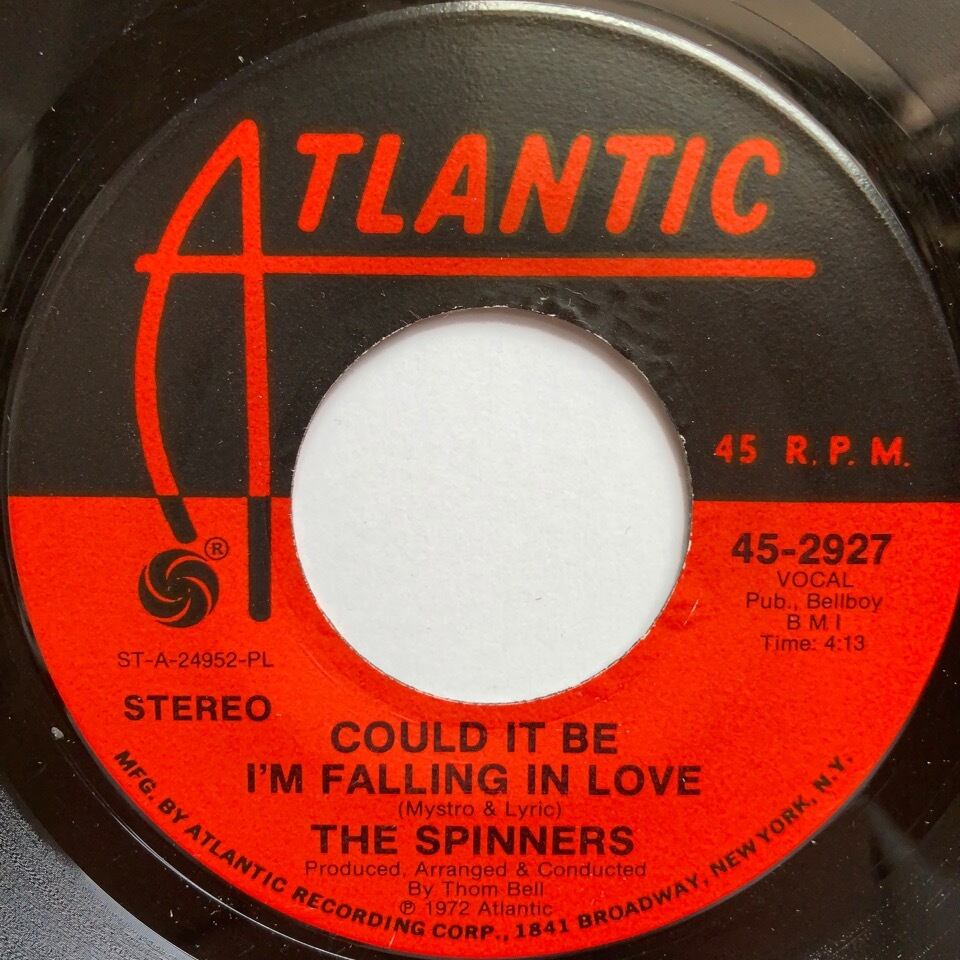 ATLANTIC
45 R.P.M.
®
45-2927
VOCAL
Pub., Bellboy
BMI
Time: 4:13
ST-A-24952-PL
STEREO
COULD IT BE
I'M FALLING IN LOVE
(Mystro & Lyric)
THE SPINNERS
Produced, Arranged & Conducted
By Thom Bell
℗ 1972 Atlantic
MFG. BY ATLANTIC RECORDING CORP., 1841 BROADWAY, NEW YORK, N.Y.